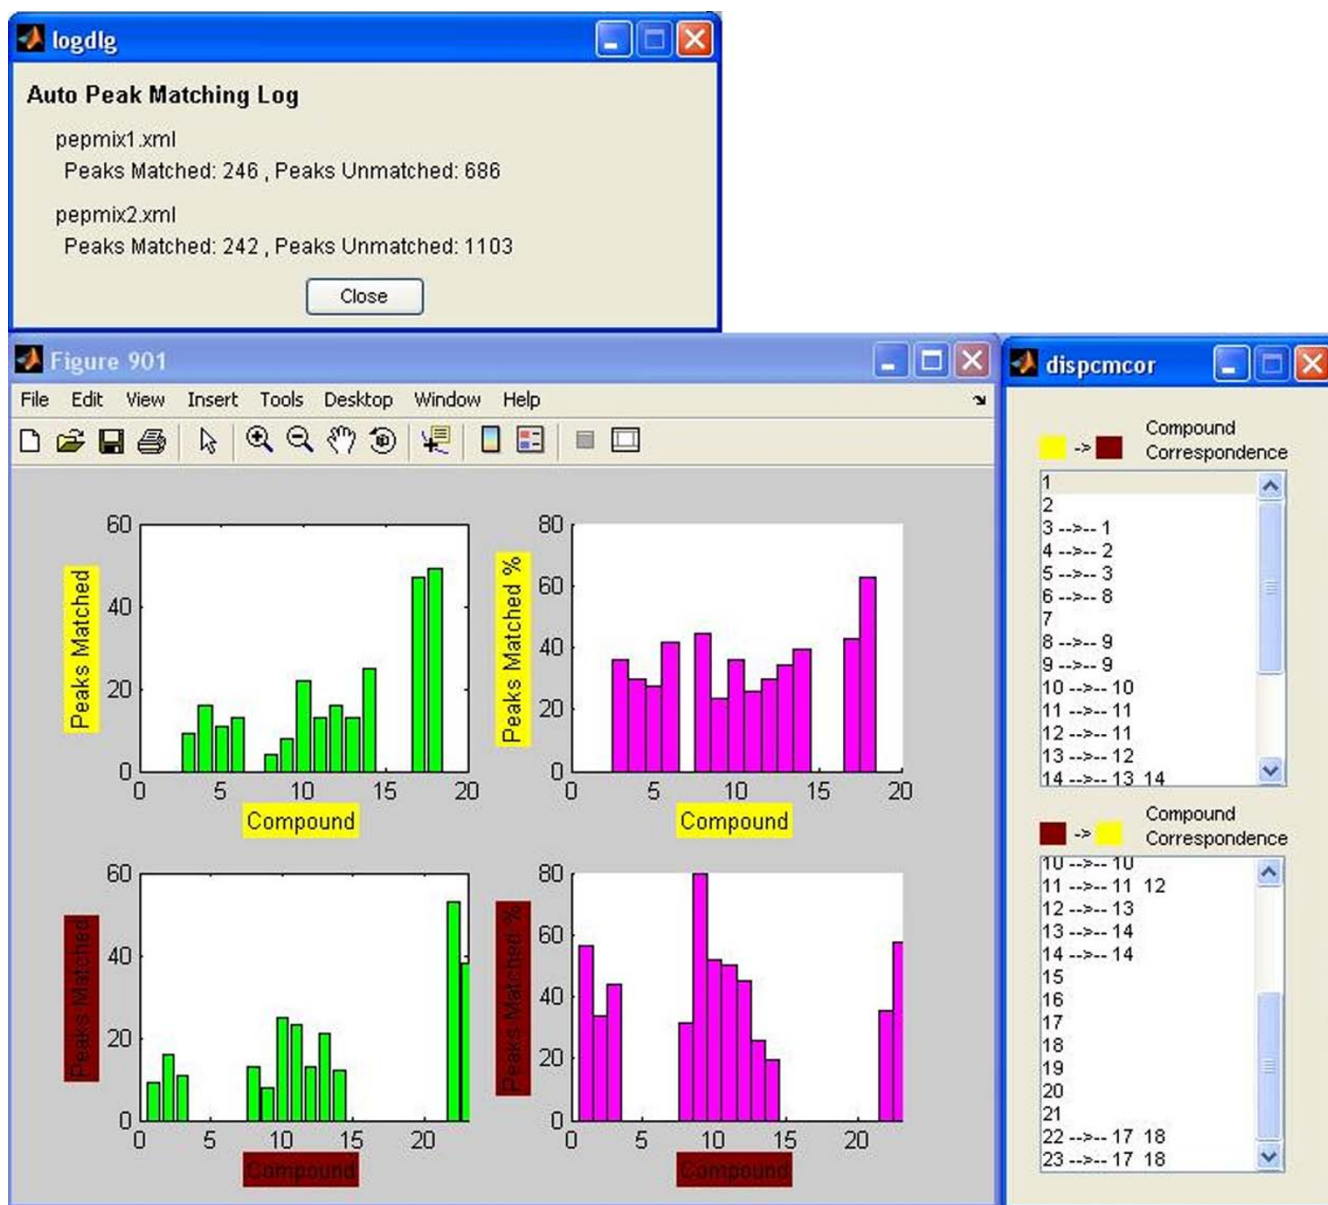 logdlg
Auto Peak Matching Log
pepmix1.xml
Peaks Matched: 246 , Peaks Unmatched: 686
pepmix2.xml
Peaks Matched: 242 , Peaks Unmatched: 1103
Close
Figure 901
File Edit View Insert Tools Desktop Window Help
60
40
20
0
Peaks Matched
0 5 10 15 20
Compound
80
60
40
20
0
Peaks Matched %
0 5 10 15 20
Compound
60
40
20
0
Peaks Matched
0 5 10 15 20
Compound
80
60
40
20
0
Peaks Matched %
0 5 10 15 20
Compound
dispcmcor
-> Compound
Correspondence
1
2
3 -->-- 1
4 -->-- 2
5 -->-- 3
6 -->-- 8
7
8 -->-- 9
9 -->-- 9
10 -->-- 10
11 -->-- 11
12 -->-- 11
13 -->-- 12
14 -->-- 13 14
-> Compound
Correspondence
10 -->-- 10
11 -->-- 11 12
12 -->-- 13
13 -->-- 14
14 -->-- 14
15
16
17
18
19
20
21
22 -->-- 17 18
23 -->-- 17 18